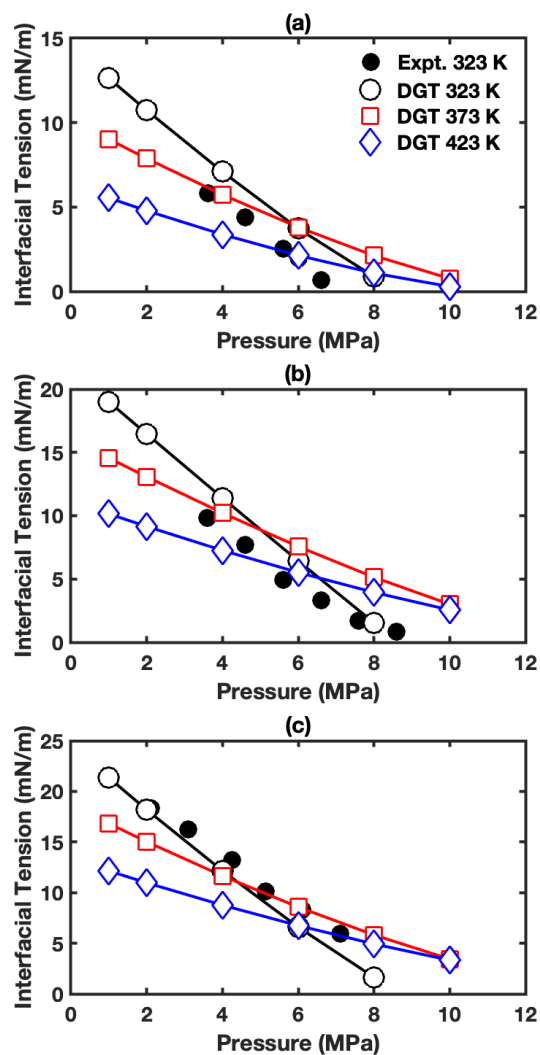 (a)
15
10
5
0
Interfacial Tension (mN/m)
Expt. 323 K
DGT 323 K
DGT 373 K
DGT 423 K
0 2 4 6 8 10 12
Pressure (MPa)
(b)
20
15
10
5
0
Interfacial Tension (mN/m)
0 2 4 6 8 10 12
Pressure (MPa)
(c)
25
20
15
10
5
0
Interfacial Tension (mN/m)
0 2 4 6 8 10 12
Pressure (MPa)